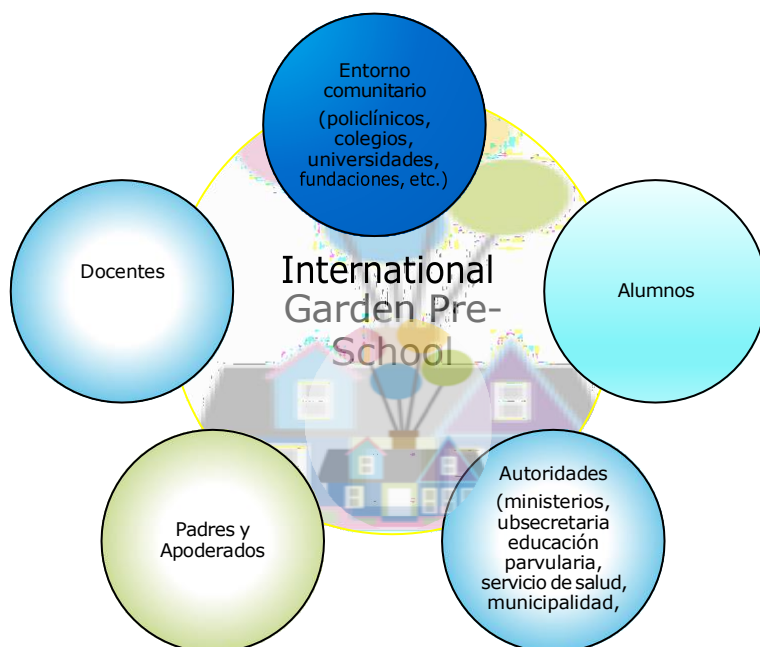 Entorno
comunitario
(policlínicos,
colegios,
universidades,
fundaciones, etc.)
Docentes
International
Garden Pre-
School
Alumnos
Padres y
Apoderados
Autoridades
(ministerios,
ubsecretaria
educación
parvularia,
servicio de salud,
municipalidad,